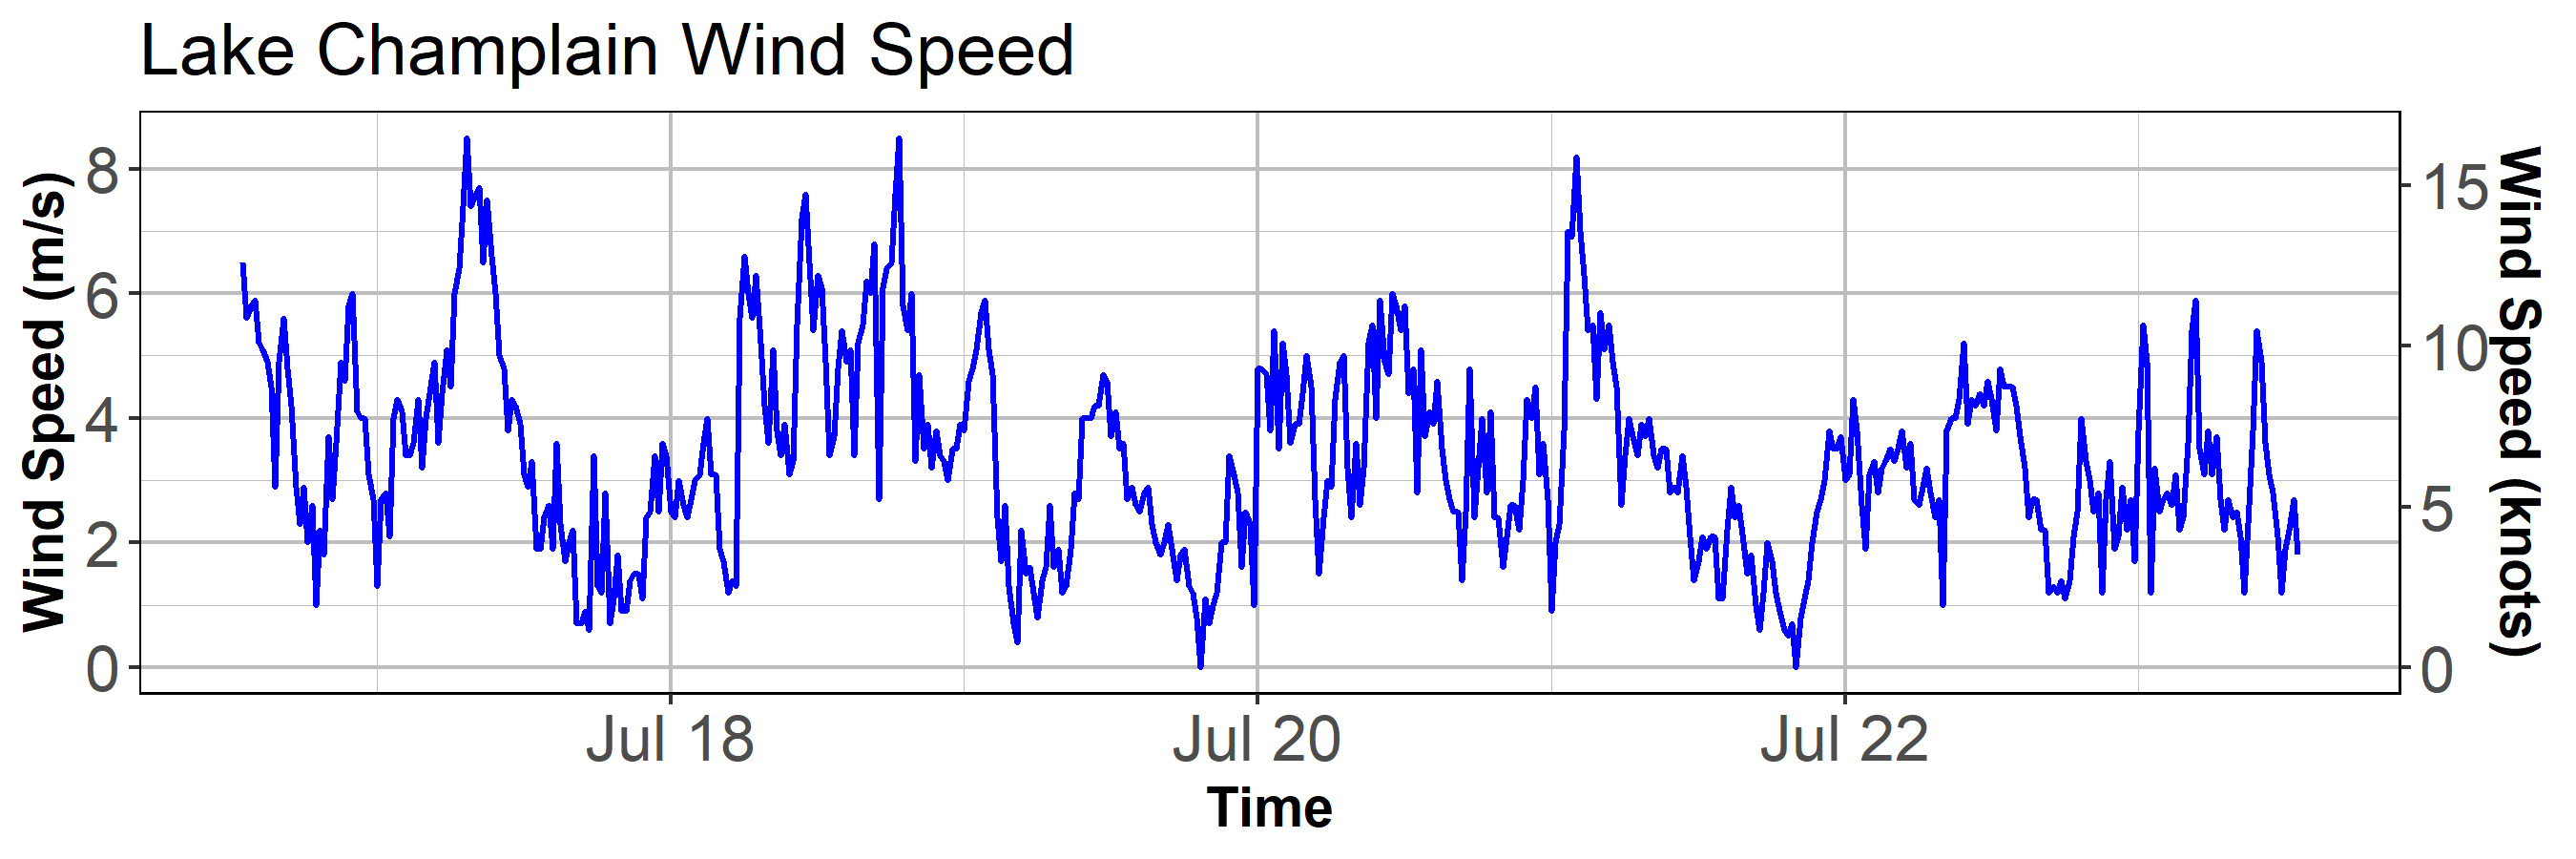 Lake Champlain Wind Speed
Wind Speed (m/s)
8
6
4
2
0
15
10
5
0
Wind Speed (knots)
Jul 18
Jul 20
Jul 22
Time